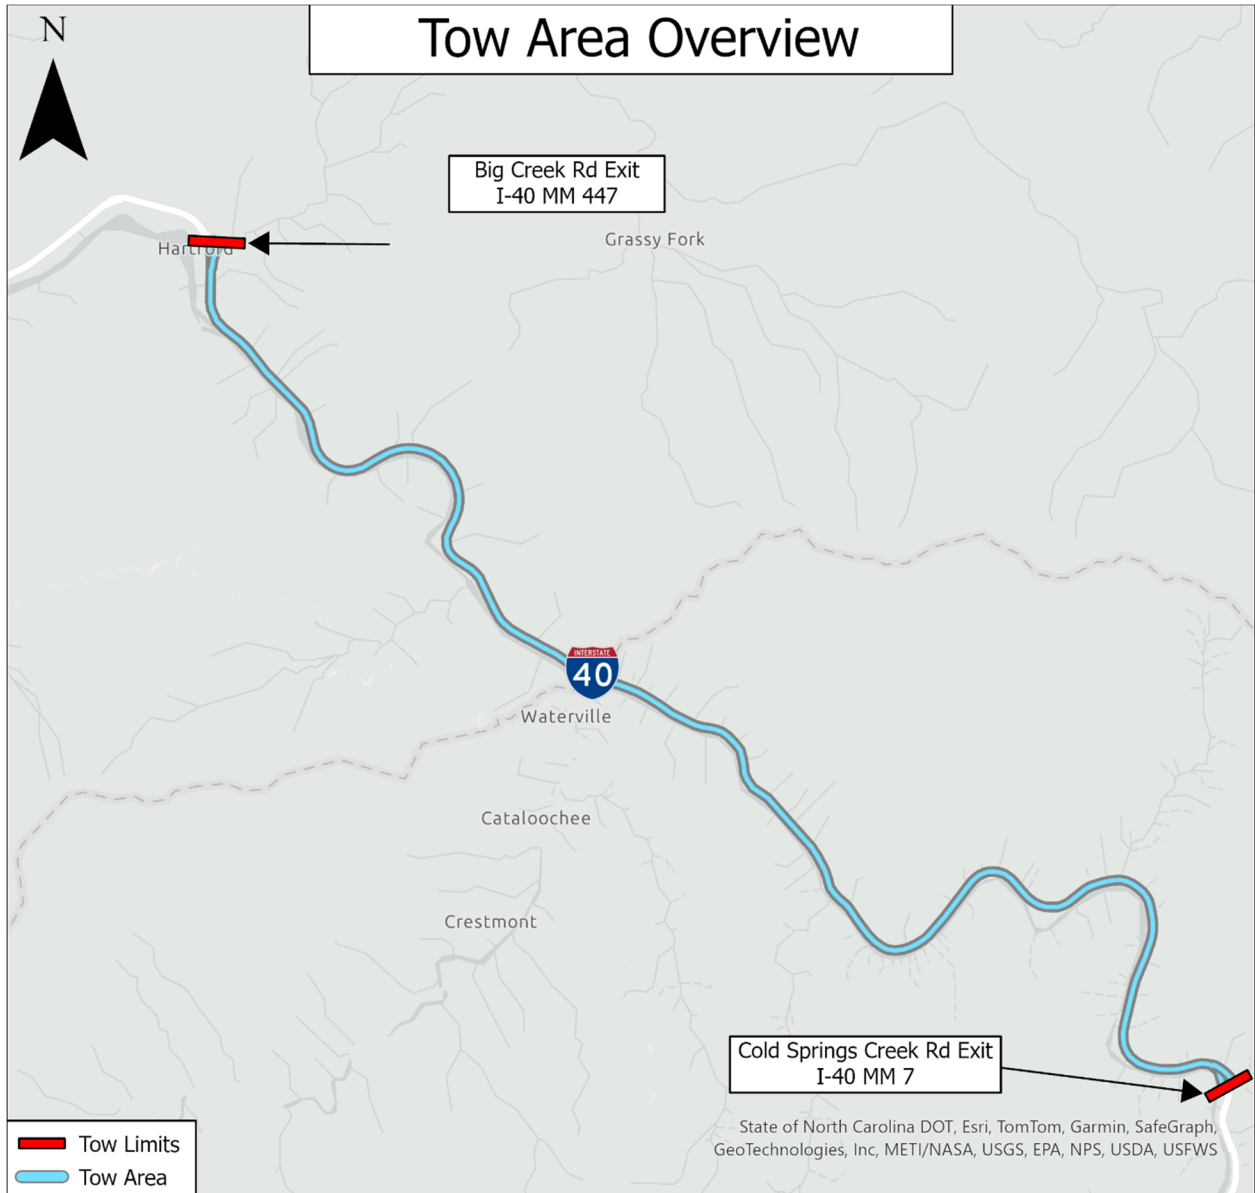 Tow Area Overview
N
Big Creek Rd Exit
I-40 MM 447
Hartford
Grassy Fork
INTERSTATE
40
Waterville
Cataloochee
Crestmont
Cold Springs Creek Rd Exit
I-40 MM 7
State of North Carolina DOT, Esri, TomTom, Garmin, SafeGraph,
GeoTechnologies, Inc, METI/NASA, USGS, EPA, NPS, USDA, USFWS
Tow Limits
Tow Area